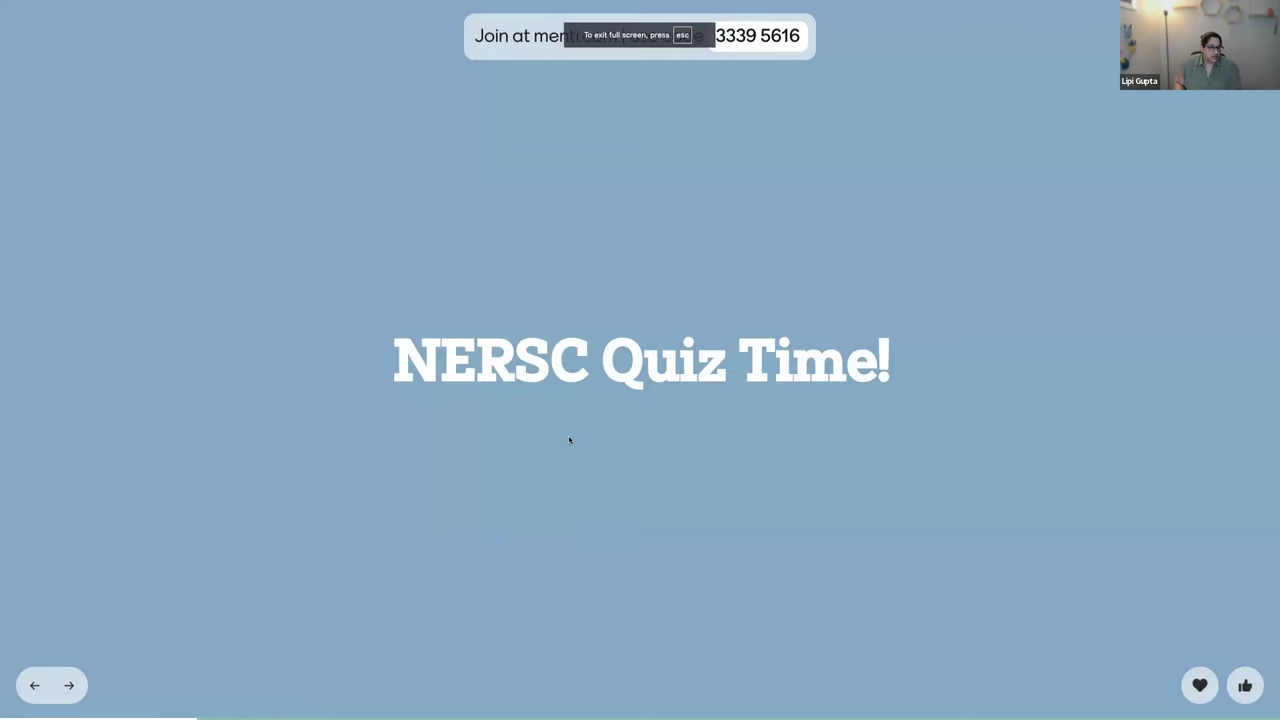 Join at men
To exit full screen, press esc
3339 5616
Lipi Gupta
NERSC Quiz Time!